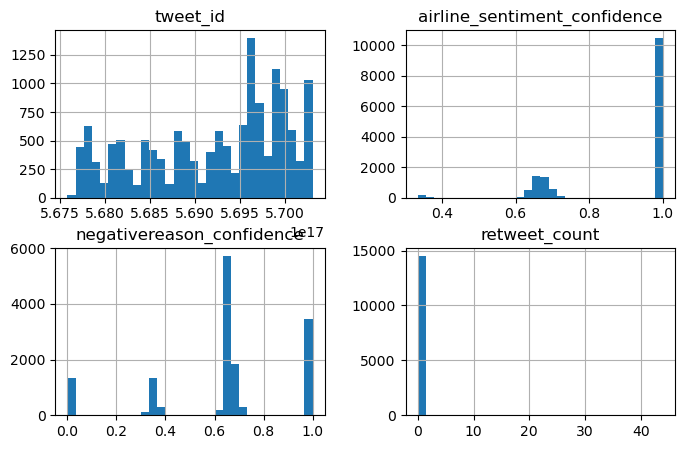 tweet_id
1250
1000
750
500
250
0
5.675 5.680 5.685 5.690 5.695 5.700
1e17
airline_sentiment_confidence
10000
8000
6000
4000
2000
0
0.4 0.6 0.8 1.0
negativereason_confidence
6000
4000
2000
0
0.0 0.2 0.4 0.6 0.8 1.0
retweet_count
15000
10000
5000
0
0 10 20 30 40